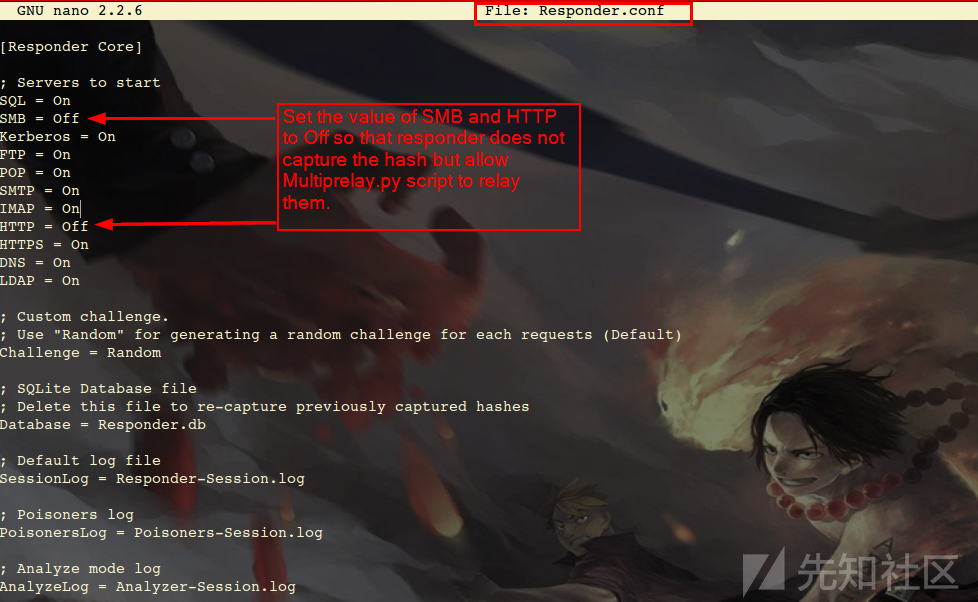 GNU nano 2.2.6 File: Responder.conf
[Responder Core]
; Servers to start
SQL = On
SMB = Off
Kerberos = On
FTP = On
POP = On
SMTP = On
IMAP = On
HTTP = Off
HTTPS = On
DNS = On
LDAP = On
Set the value of SMB and HTTP
to Off so that responder does not
capture the hash but allow
Multiprelay.py script to relay
them.
; Custom challenge.
; Use "Random" for generating a random challenge for each requests (Default)
Challenge = Random
; SQLite Database file
; Delete this file to re-capture previously captured hashes
Database = Responder.db
; Default log file
SessionLog = Responder-Session.log
; Poisoners log
PoisonersLog = Poisoners-Session.log
; Analyze mode log
AnalyzeLog = Analyzer-Session.log
先知社区